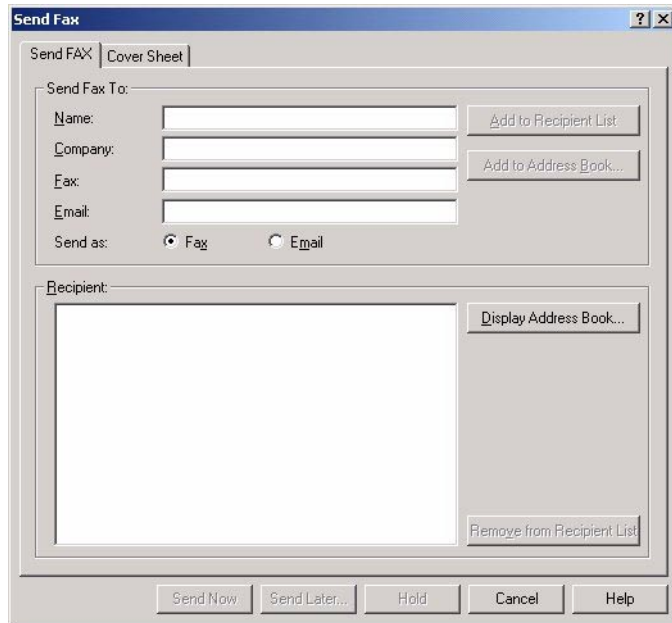 Send Fax
Send FAX Cover Sheet
Send Fax To:
Name: Add to Recipient List
Company:
Add to Address Book...
Fax:
Email:
Send as: Fax Email
Recipient:
Display Address Book...
Remove from Recipient List
Send Now Send Later... Hold Cancel Help